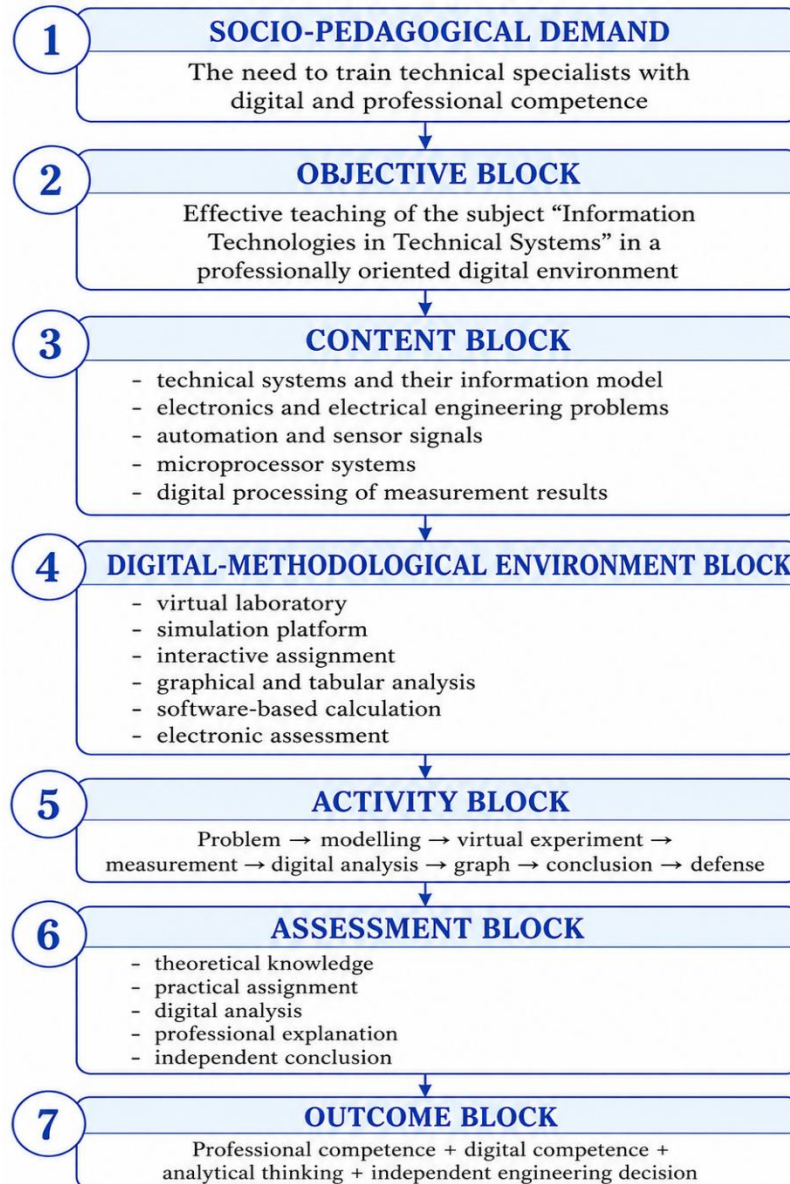 1
SOCIO-PEDAGOGICAL DEMAND
The need to train technical specialists with
digital and professional competence
2
OBJECTIVE BLOCK
Effective teaching of the subject “Information
Technologies in Technical Systems” in a
professionally oriented digital environment
3
CONTENT BLOCK
- technical systems and their information model
- electronics and electrical engineering problems
- automation and sensor signals
- microprocessor systems
- digital processing of measurement results
4
DIGITAL-METHODOLOGICAL ENVIRONMENT BLOCK
- virtual laboratory
- simulation platform
- interactive assignment
- graphical and tabular analysis
- software-based calculation
- electronic assessment
5
ACTIVITY BLOCK
Problem → modelling → virtual experiment →
measurement → digital analysis → graph → conclusion → defense
6
ASSESSMENT BLOCK
- theoretical knowledge
- practical assignment
- digital analysis
- professional explanation
- independent conclusion
7
OUTCOME BLOCK
Professional competence + digital competence +
analytical thinking + independent engineering decision